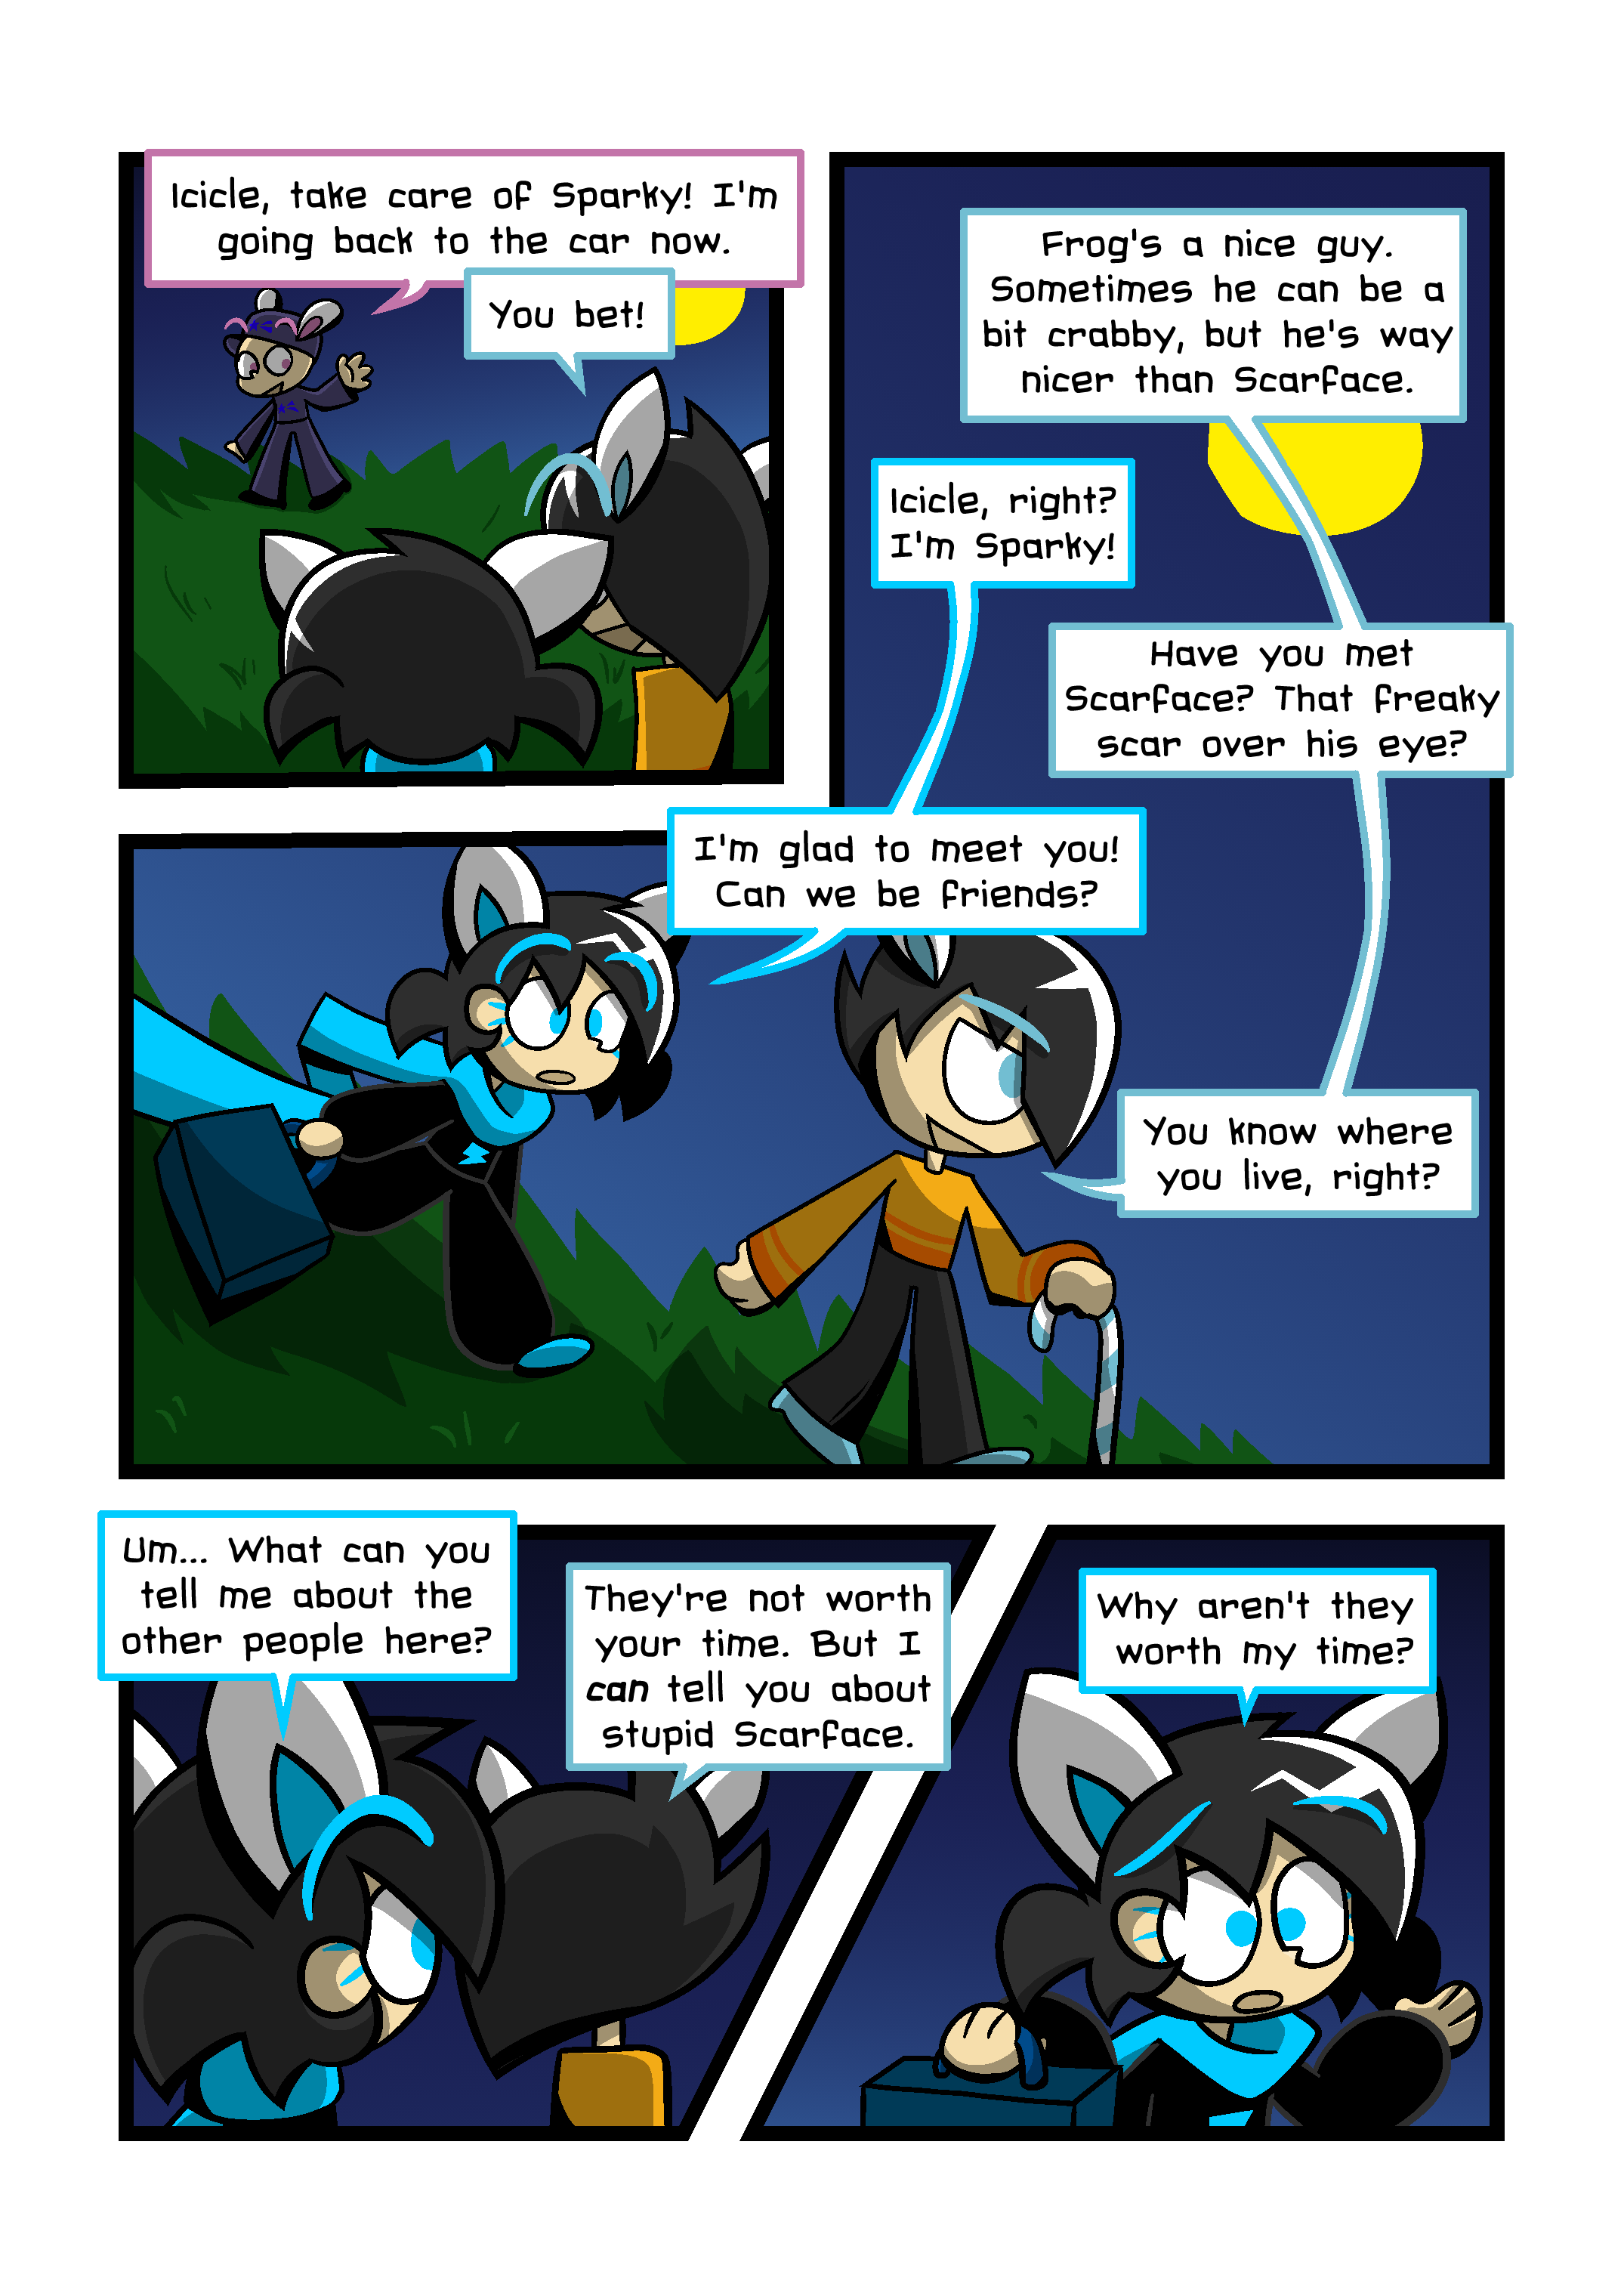 Icicle, take care of Sparky! I'm
going back to the car now.
You bet!
Frog's a nice guy.
Sometimes he can be a
bit crabby, but he's way
nicer than Scarface.
Icicle, right?
I'm Sparky!
Have you met
Scarface? That freaky
scar over his eye?
I'm glad to meet you!
Can we be friends?
You know where
you live, right?
Um... What can you
tell me about the
other people here?
They're not worth
your time. But I
can tell you about
stupid Scarface.
Why aren't they
worth my time?